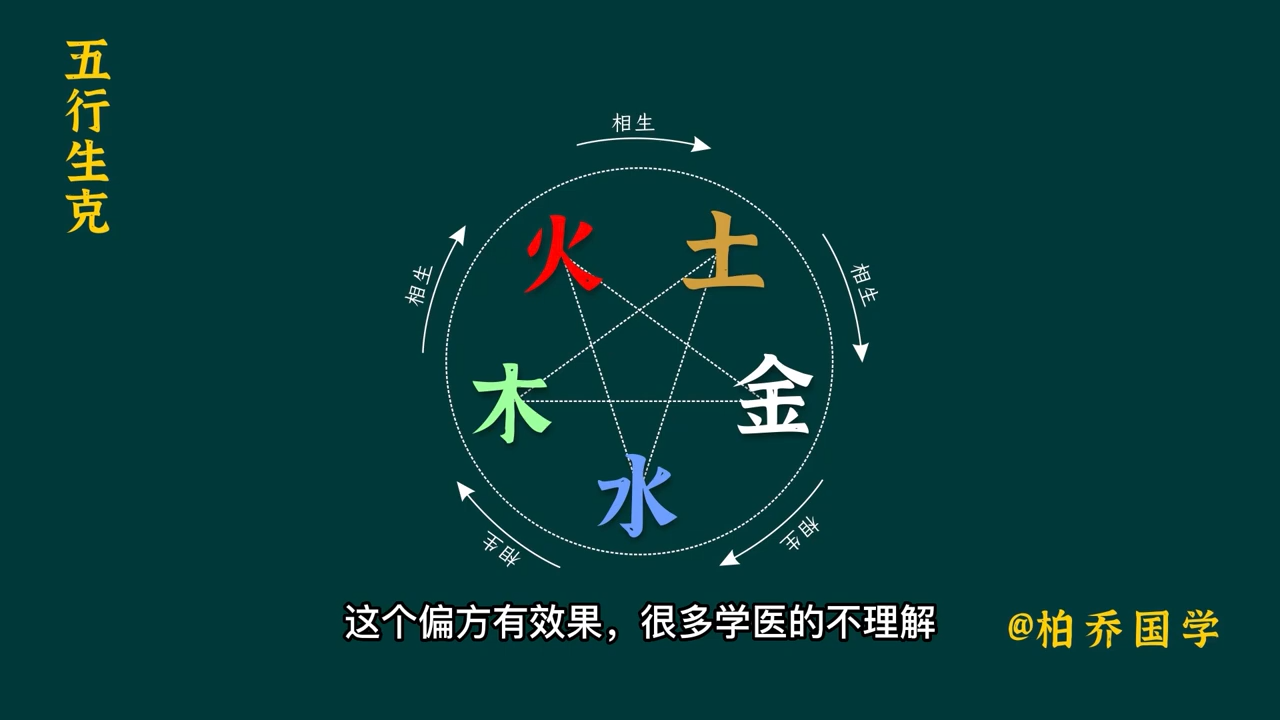 五行生克
相生
相生
相生
火
土
木
金
水
相生
相生
这个偏方有效果，很多学医的不理解
@柏乔国学